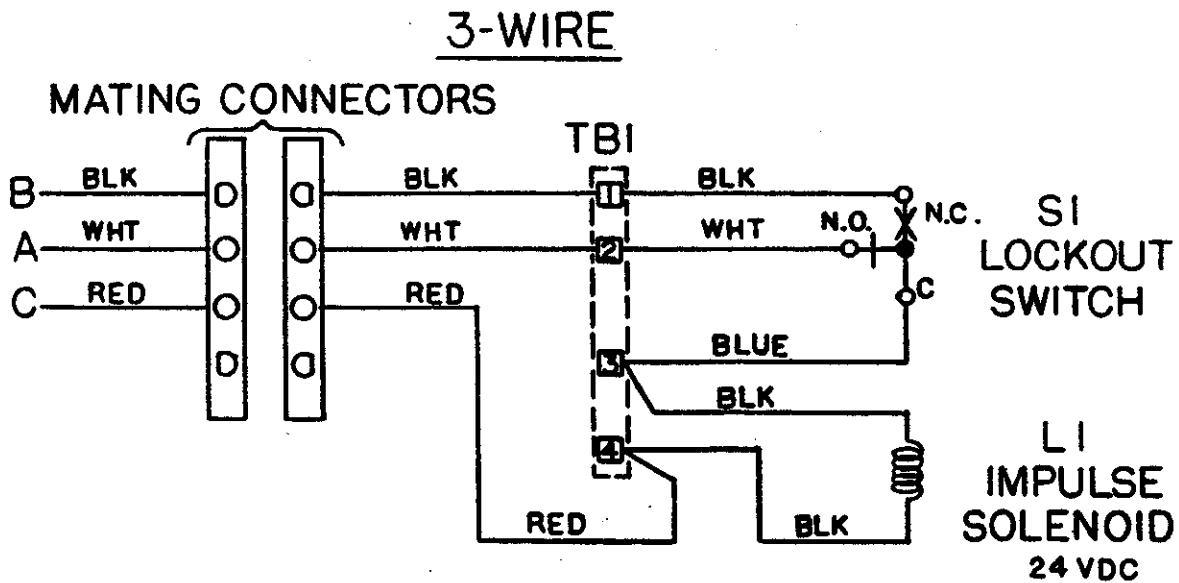 3-WIRE
MATING CONNECTORS
TB1
B BLK BLK 1 BLK
A WHT WHT 2 WHT N.O. N.C.
S1
LOCKOUT
SWITCH
C RED RED C
3 BLUE
BLK
4
L1
IMPULSE
SOLENOID
24 VDC
RED BLK